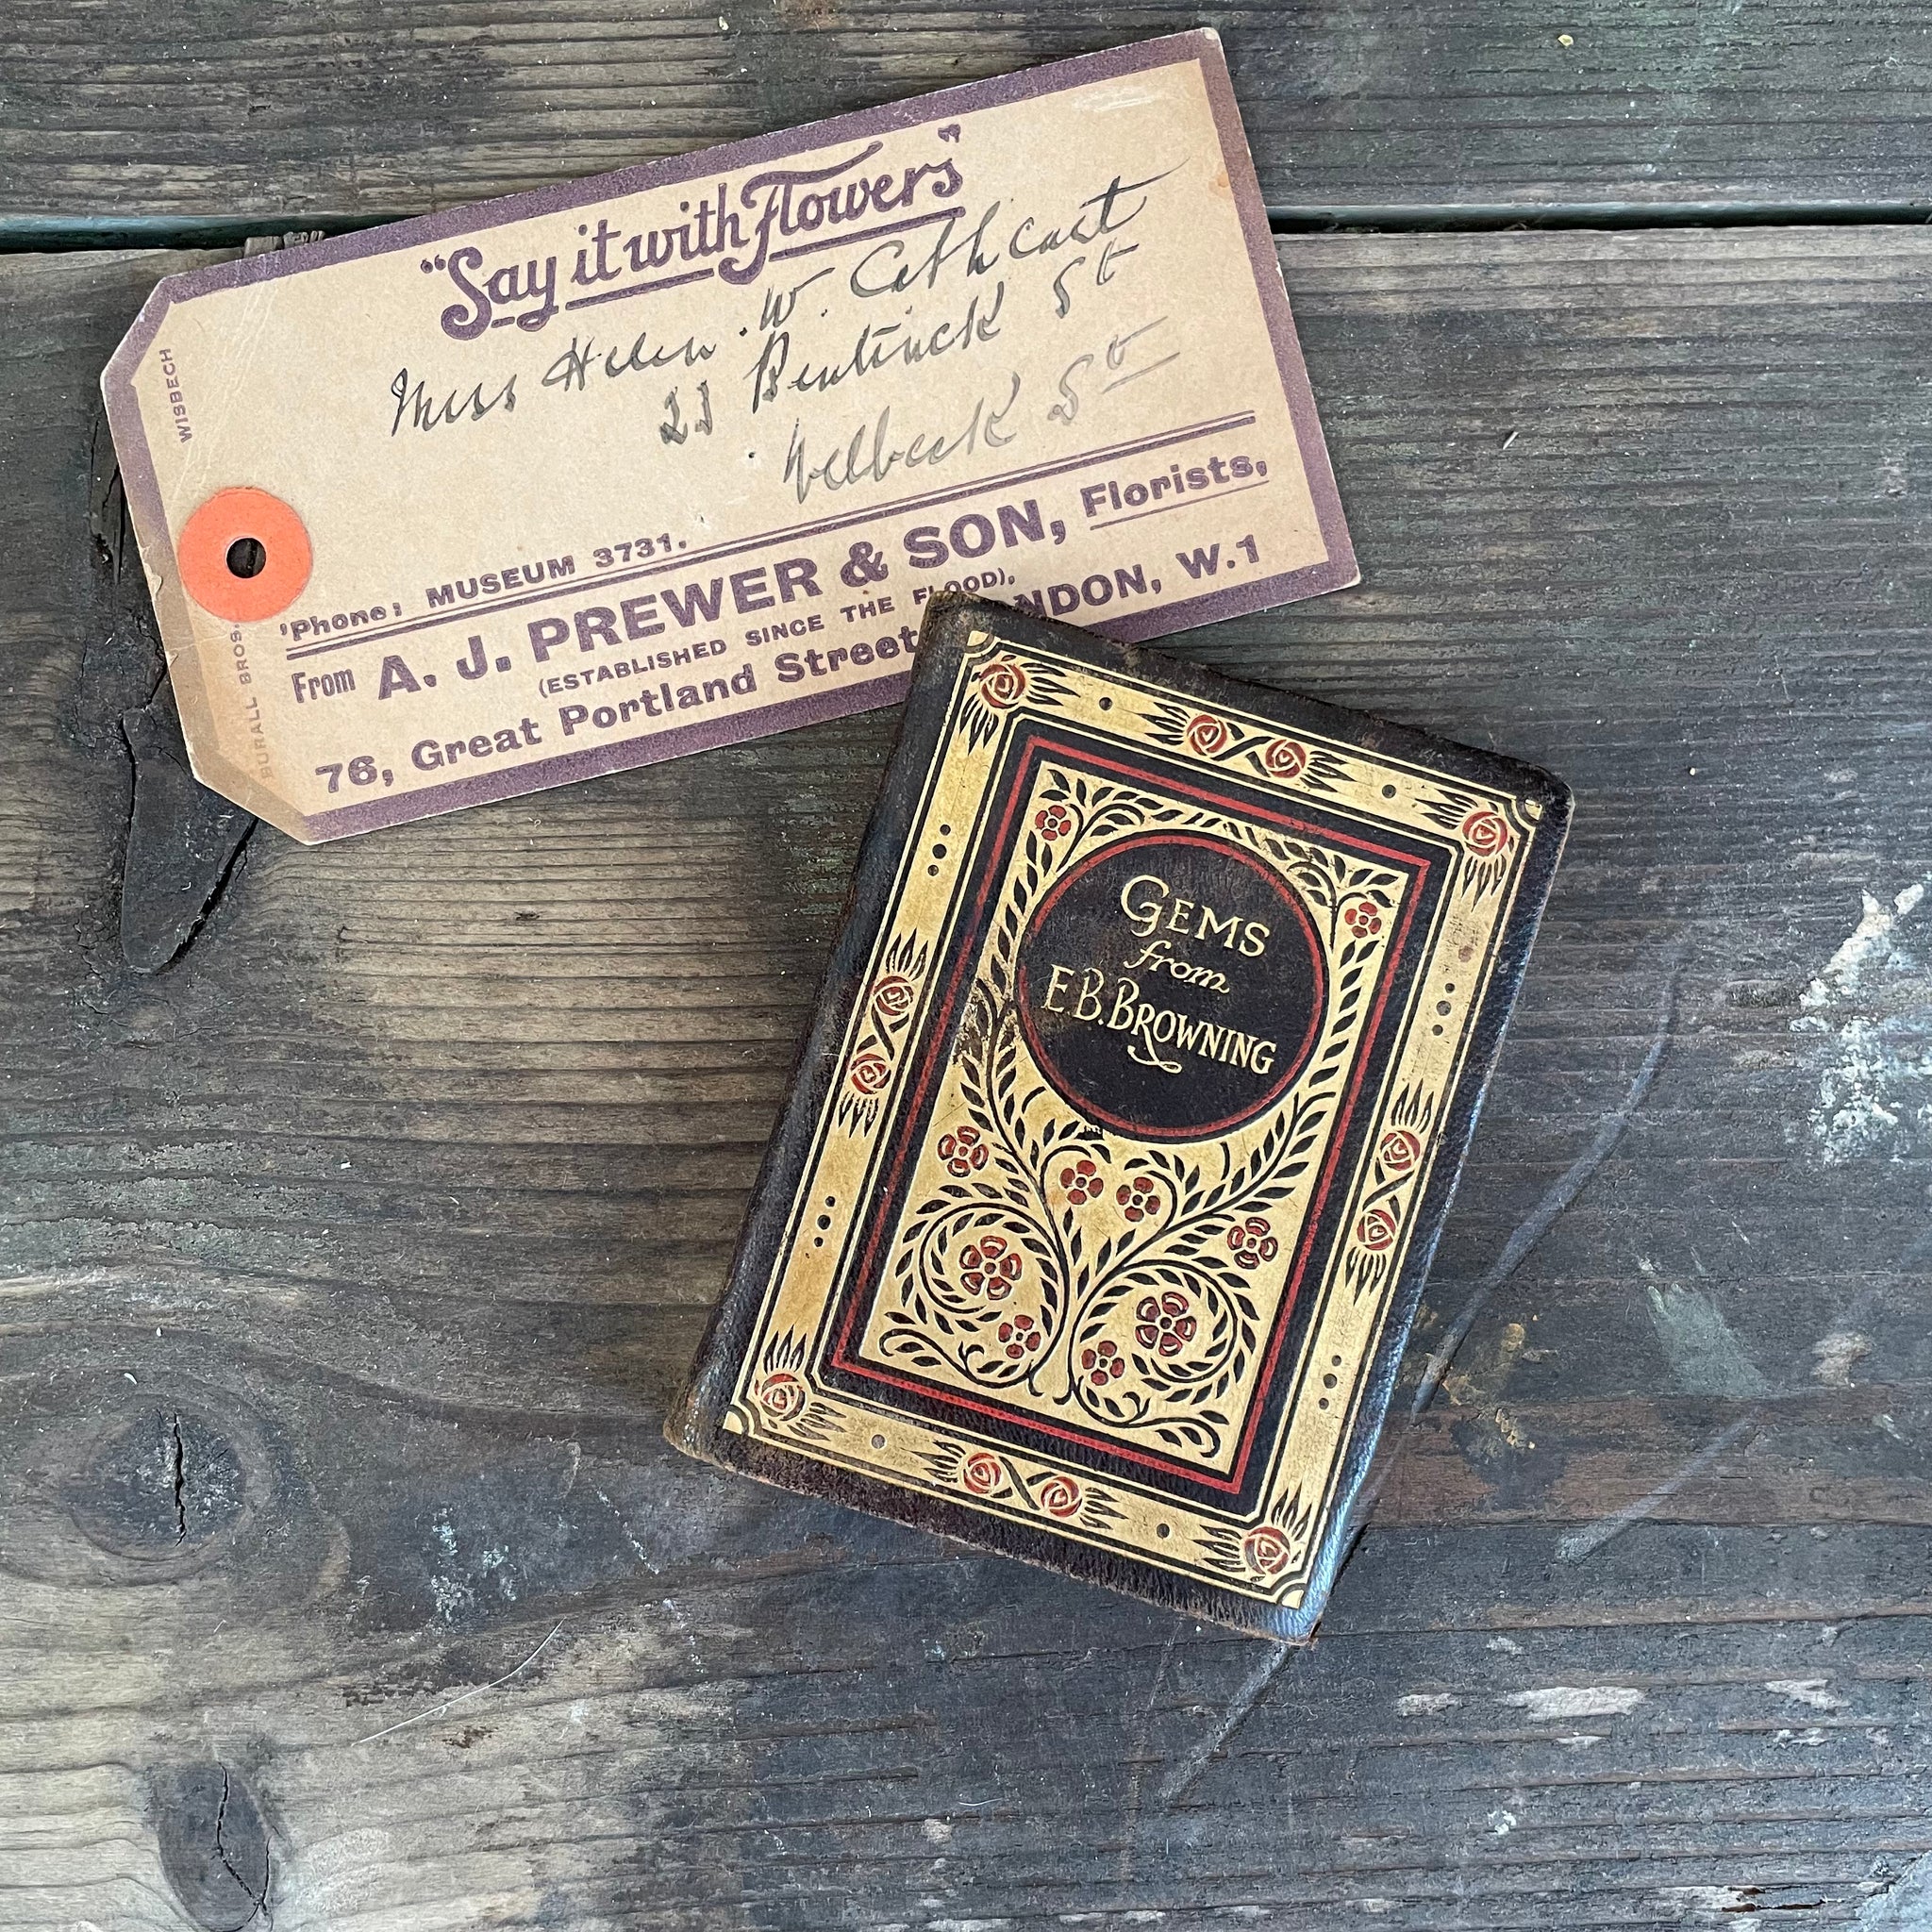 "Say it with Flowers"
Miss Helen W. Cathcart
23 Bentinck St
Welbeck St
'Phone: MUSEUM 3731.
From A. J. PREWER & SON, Florists,
(ESTABLISHED SINCE THE FLOOD),
76, Great Portland Street NDON, W.1
WISBECH
BURALL BROS.
GEMS
from
E.B.BROWNING